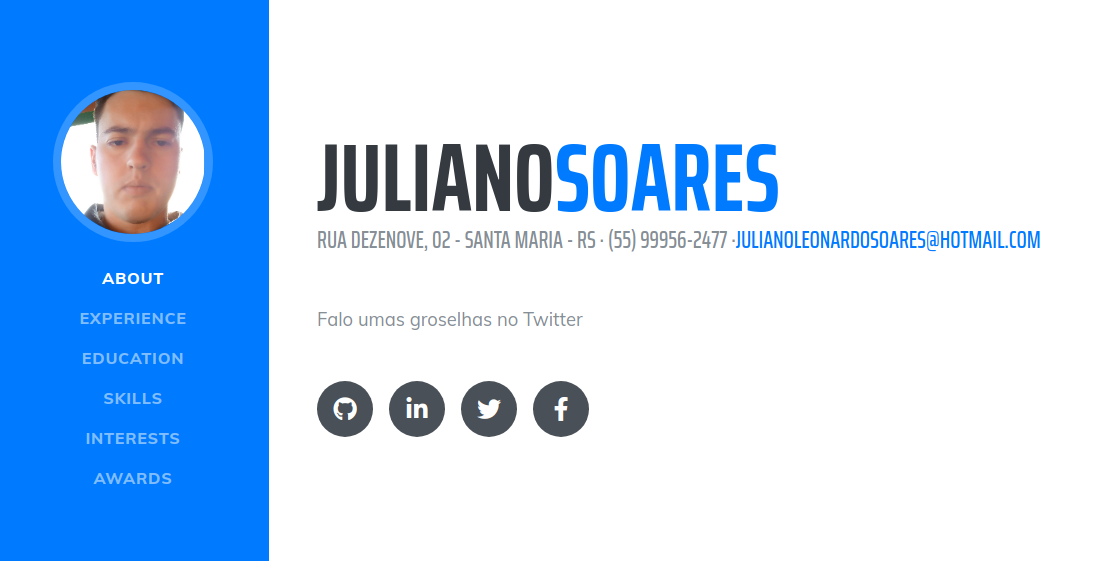 ABOUT
EXPERIENCE
EDUCATION
SKILLS
INTERESTS
AWARDS
JULIANOSOARES
RUA DEZENOVE, 02 - SANTA MARIA - RS · (55) 99956-2477 ·JULIANOLEONARDOSOARES@HOTMAIL.COM
Falo umas groselhas no Twitter
in